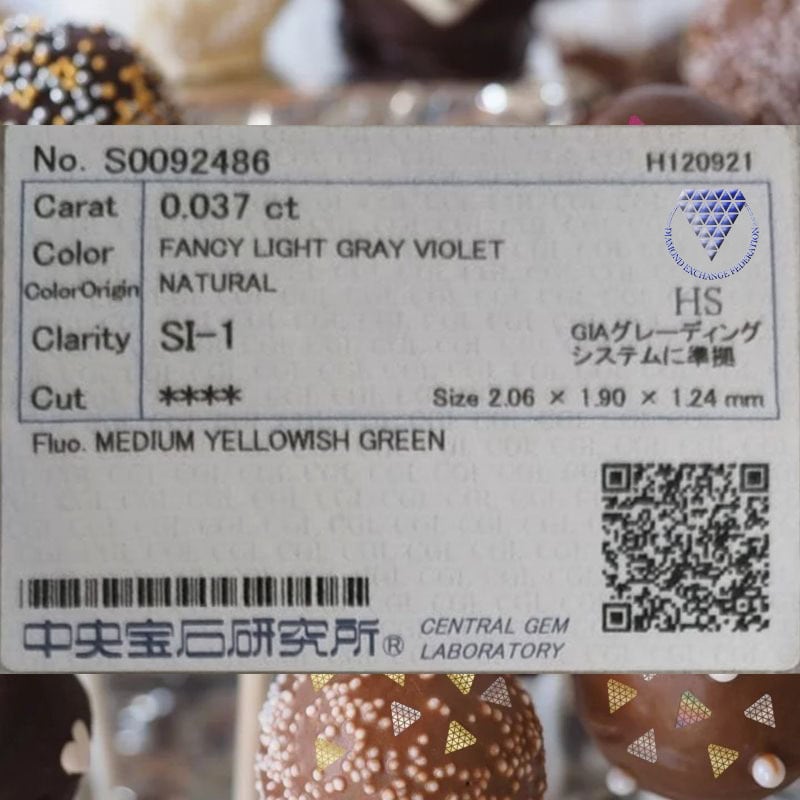 No. S0092486 H120921
Carat 0.037 ct
Color FANCY LIGHT GRAY VIOLET
DIAMOND EXCHANGE FEDERATION
ColorOrigin NATURAL
HS
Clarity SI-1 GIAグレーディング
システムに準拠
Cut **** Size 2.06 × 1.90 × 1.24 mm
Fluo. MEDIUM YELLOWISH GREEN
中央宝石研究所® CENTRAL GEM
LABORATORY